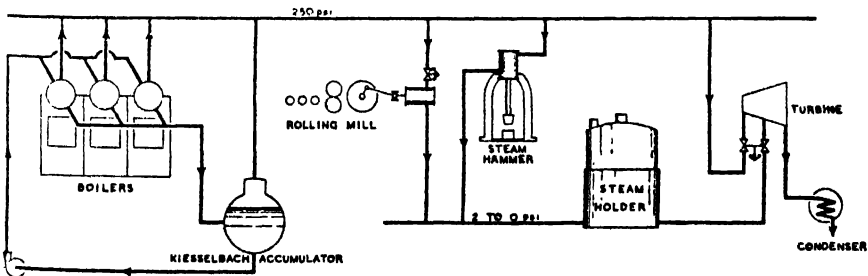 250 psi
ROLLING MILL
STEAM
HAMMER
TURBINE
BOILERS
STEAM
HOLDER
2 TO 0 psi
CONDENSER
KIESSELBACH ACCUMULATOR